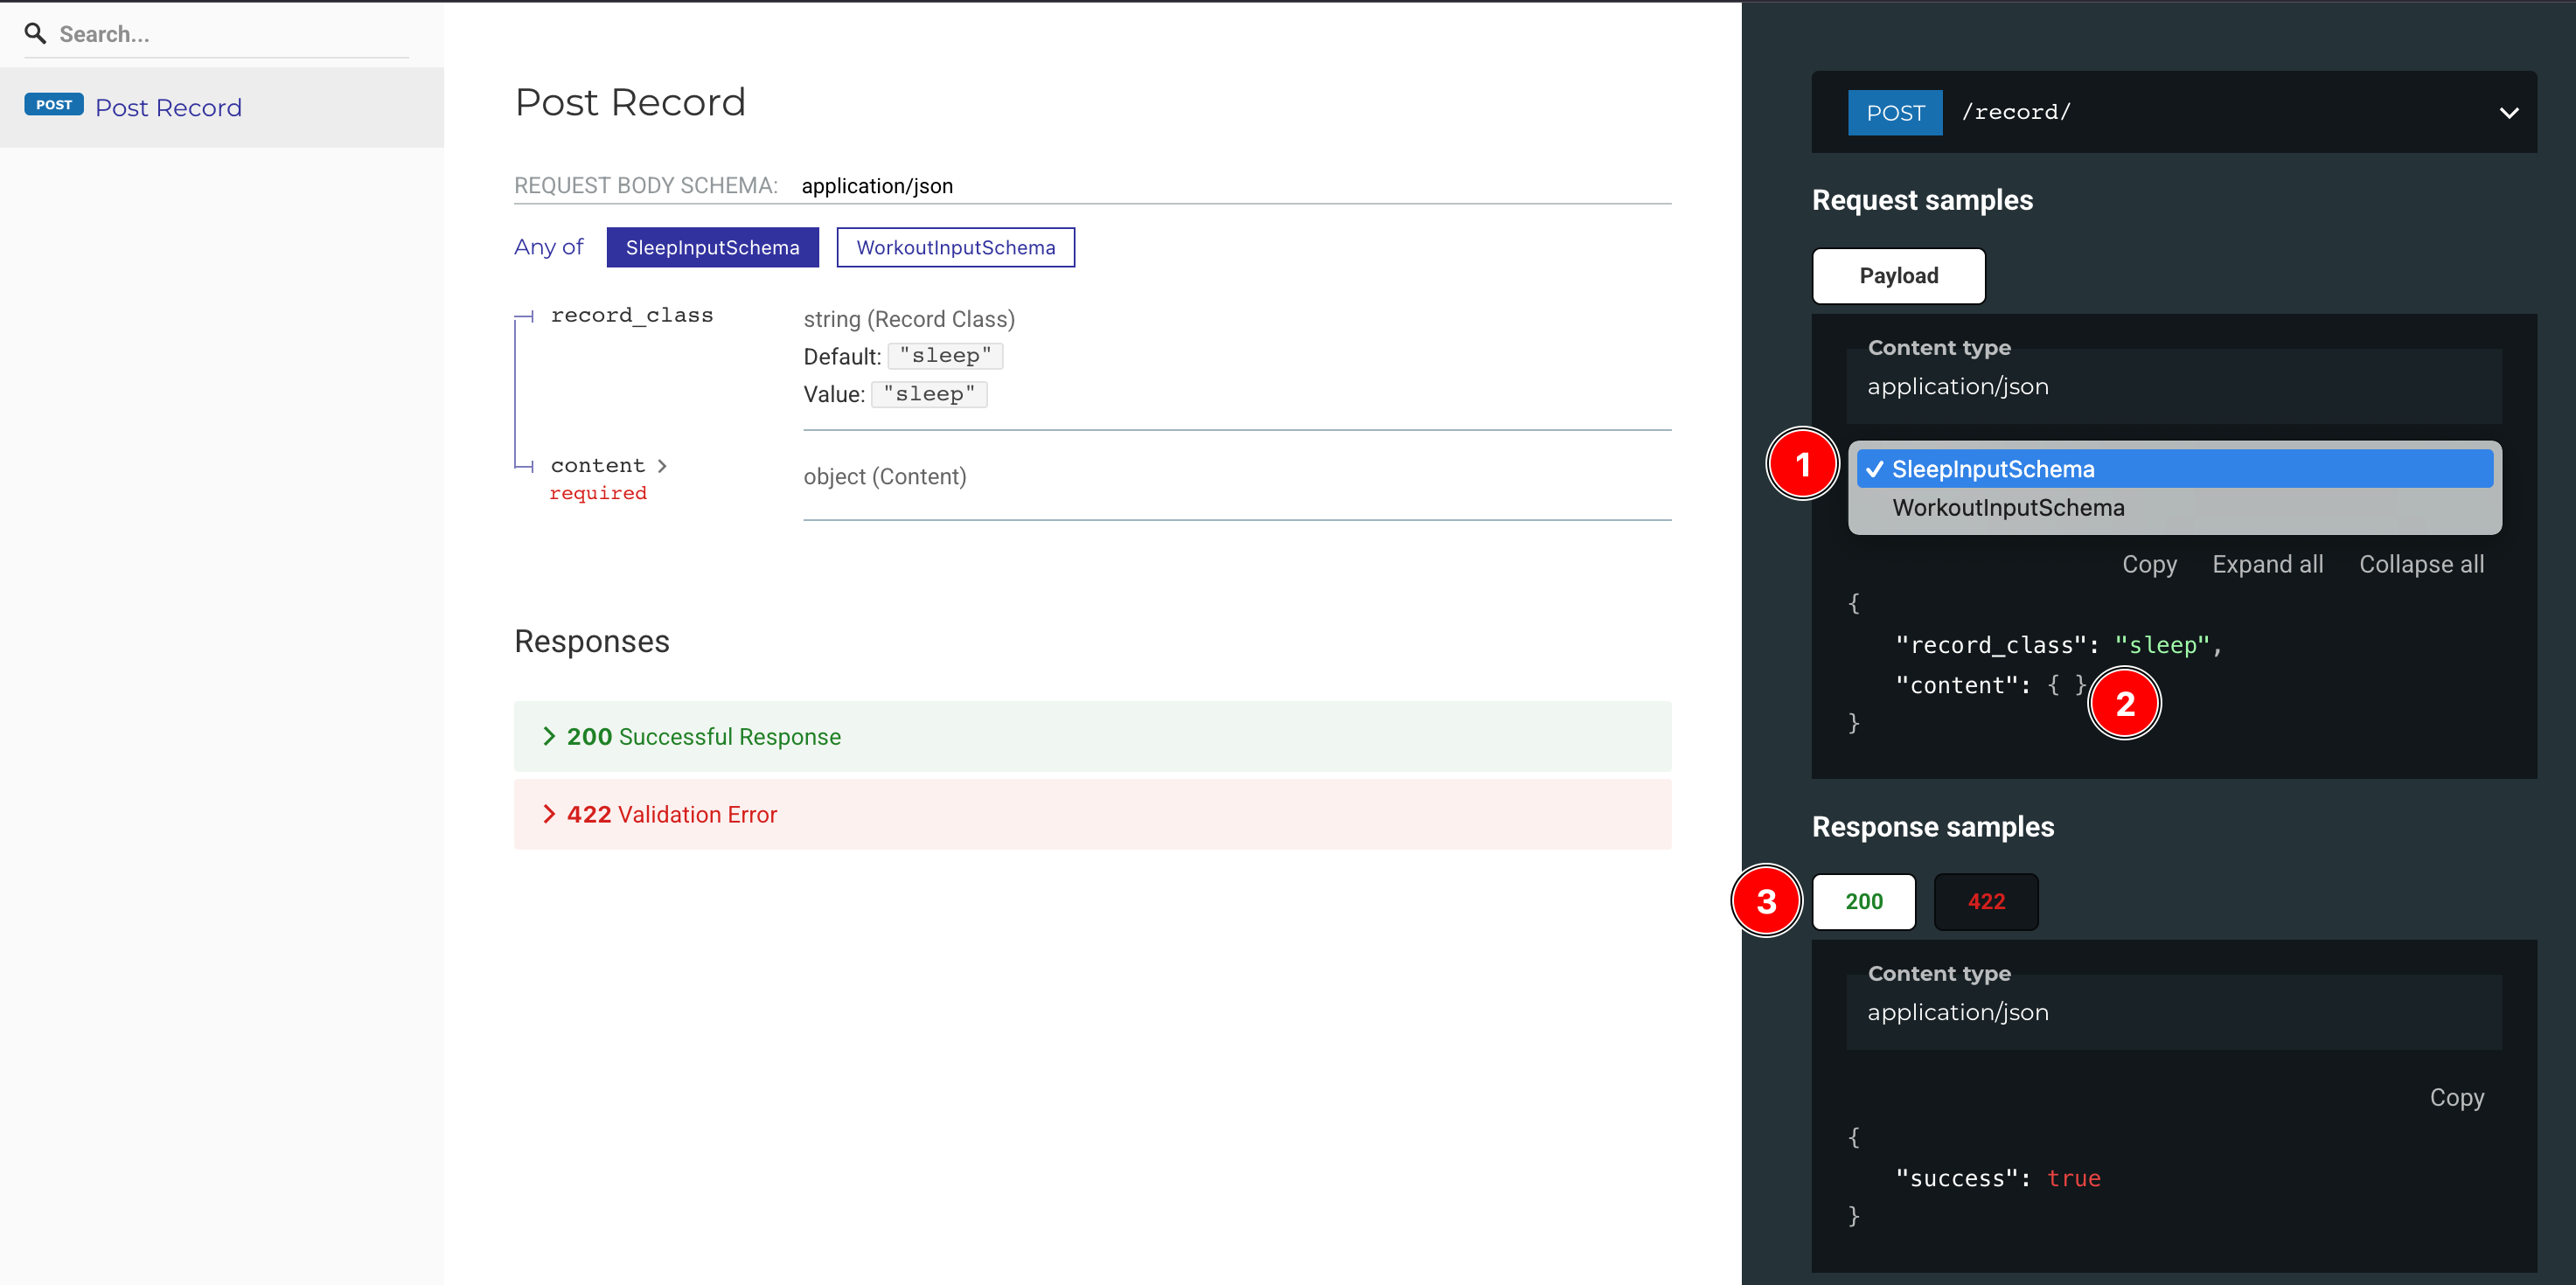 Search...
POST Post Record
Post Record
REQUEST BODY SCHEMA: application/json
Any of SleepInputSchema WorkoutInputSchema
record_class string (Record Class)
Default: "sleep"
Value: "sleep"
content object (Content)
required
Responses
200 Successful Response
422 Validation Error
POST /record/
Request samples
Payload
Content type
application/json
1
✓ SleepInputSchema
WorkoutInputSchema
Copy Expand all Collapse all
{
"record_class": "sleep",
"content": { }
2
}
Response samples
3
200 422
Content type
application/json
Copy
{
"success": true
}